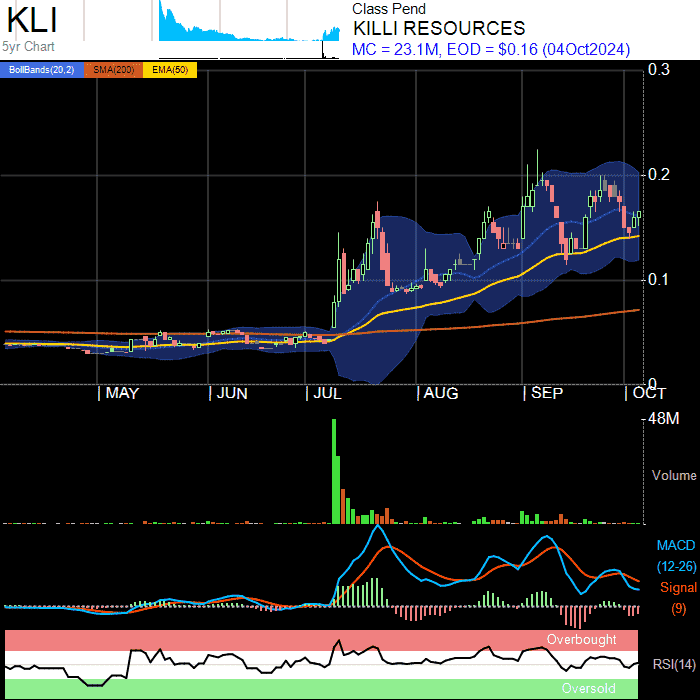 KLI
5yr Chart
Class Pend
KILLI RESOURCES
MC = 23.1M, EOD = $0.16 (04Oct2024)
BollBands(20,2) SMA(200) EMA(50)
0.3
0.2
0.1
0
MAY JUN JUL AUG SEP OCT
48M
Volume
MACD
(12-26)
Signal
(9)
Overbought
RSI(14)
Oversold